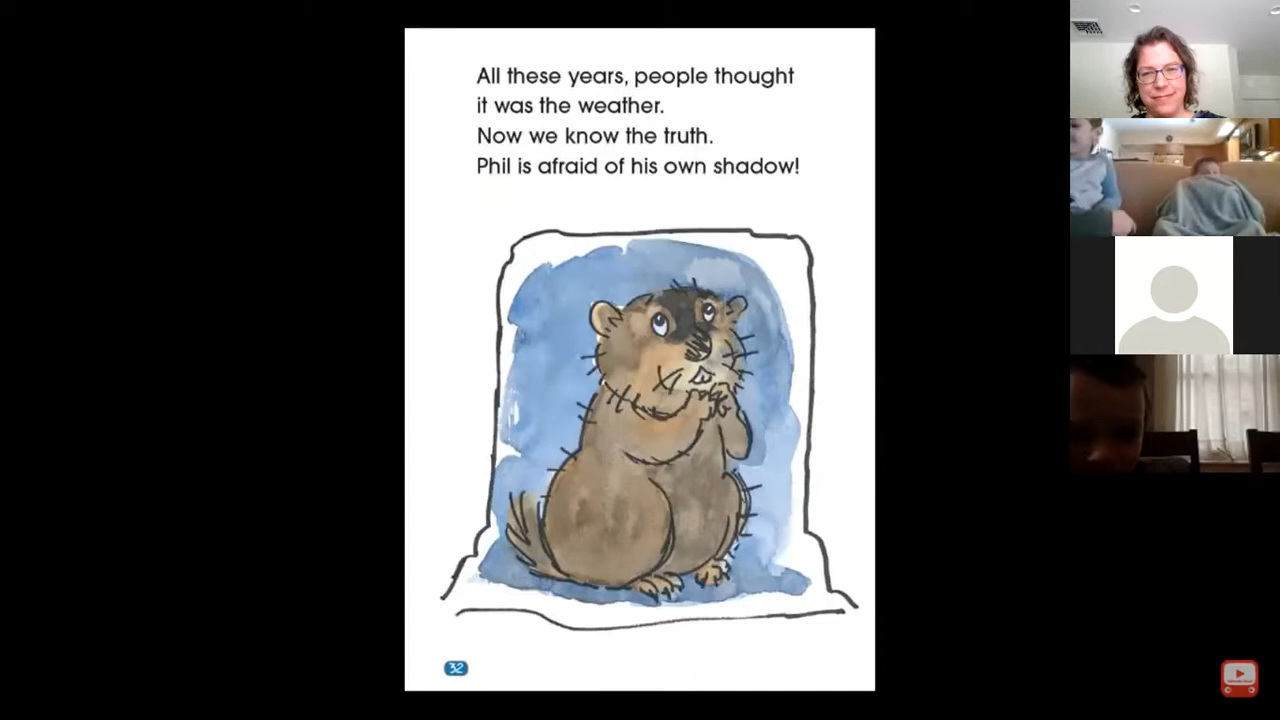 All these years, people thought
it was the weather.
Now we know the truth.
Phil is afraid of his own shadow!
32